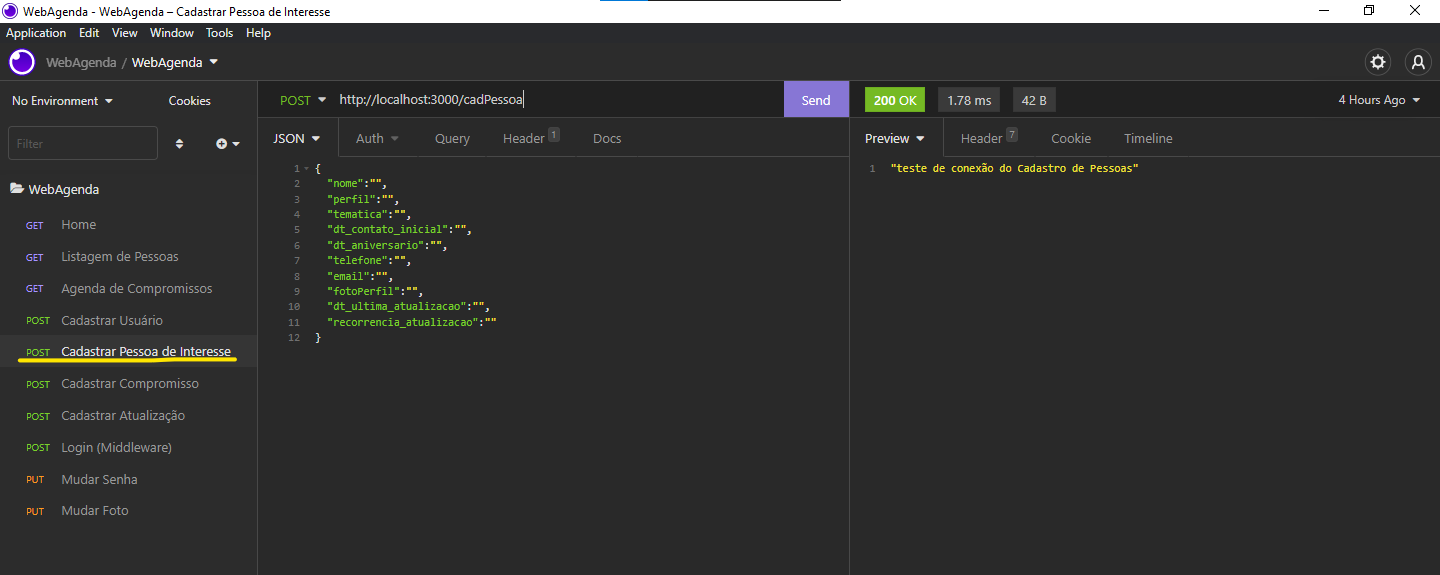 WebAgenda - WebAgenda – Cadastrar Pessoa de Interesse
Application Edit View Window Tools Help
WebAgenda / WebAgenda
No Environment Cookies
POST http://localhost:3000/cadPessoa Send
200 OK 1.78 ms 42 B 4 Hours Ago
Filter
JSON Auth Query Header 1 Docs
Preview Header 7 Cookie Timeline
WebAgenda
GET Home
GET Listagem de Pessoas
GET Agenda de Compromissos
POST Cadastrar Usuário
POST Cadastrar Pessoa de Interesse
POST Cadastrar Compromisso
POST Cadastrar Atualização
POST Login (Middleware)
PUT Mudar Senha
PUT Mudar Foto
1 {
2 "nome":"",
3 "perfil":"",
4 "tematica":"",
5 "dt_contato_inicial":"",
6 "dt_aniversario":"",
7 "telefone":"",
8 "email":"",
9 "fotoPerfil":"",
10 "dt_ultima_atualizacao":"",
11 "recorrencia_atualizacao":""
12 }
1 "teste de conexão do Cadastro de Pessoas"